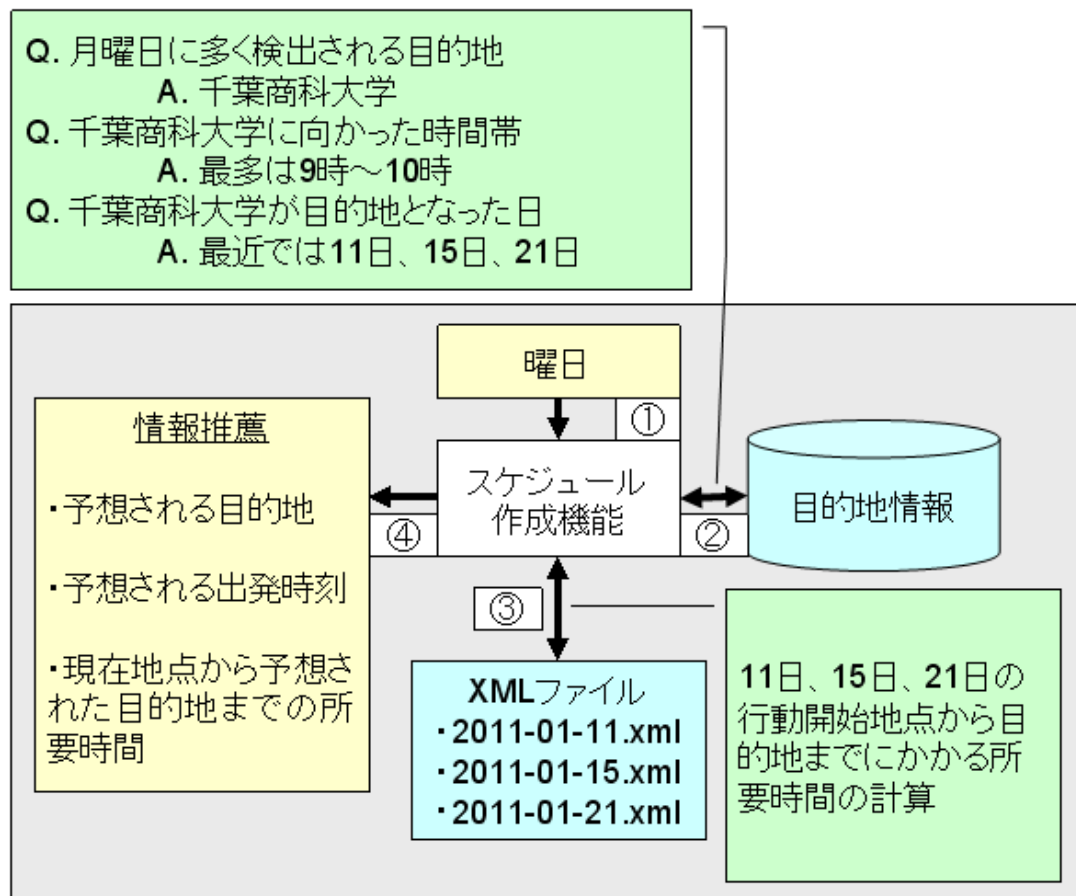 Q. 月曜日に多く検出される目的地
A. 千葉商科大学
Q. 千葉商科大学に向かった時間帯
A. 最多は9時～10時
Q. 千葉商科大学が目的地となった日
A. 最近では11日、15日、21日
曜日
①
情報推薦
・予想される目的地
・予想される出発時刻
・現在地点から予想さ
れた目的地までの所
要時間
④
スケジュール
作成機能
②
目的地情報
③
XMLファイル
・2011-01-11.xml
・2011-01-15.xml
・2011-01-21.xml
11日、15日、21日の
行動開始地点から目
的地までにかかる所
要時間の計算